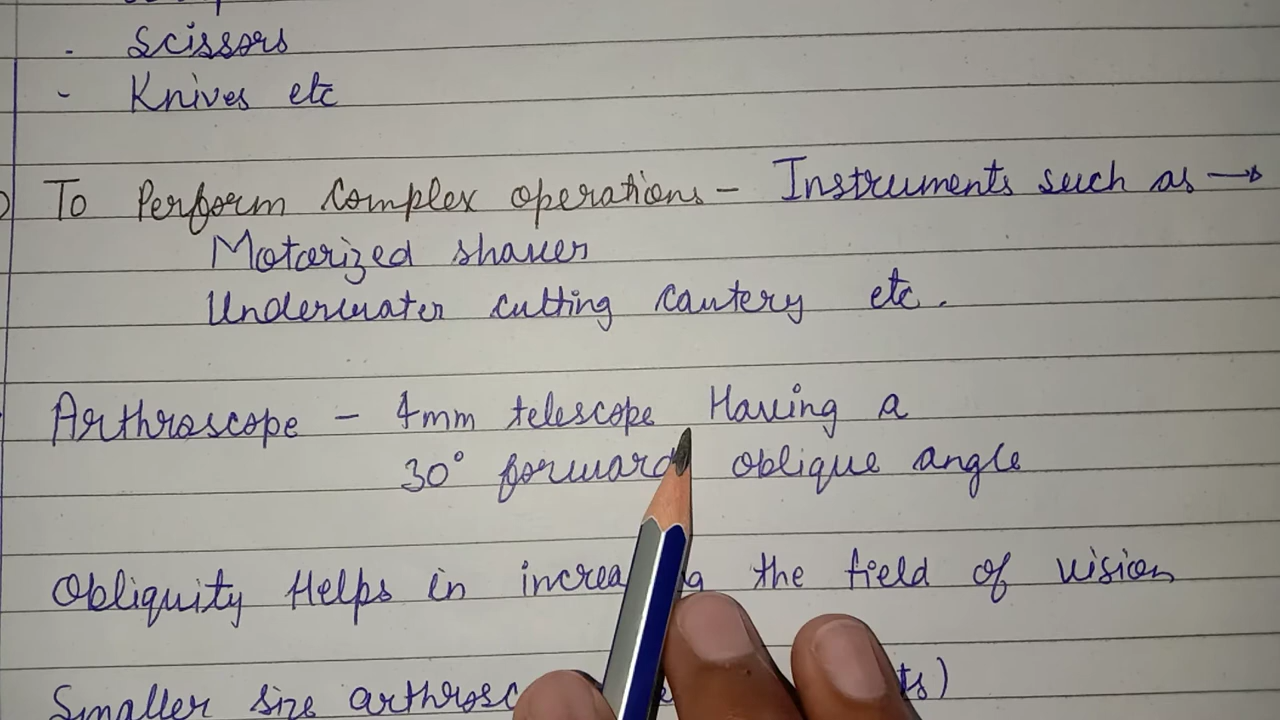 - Scissors
- Knives etc
To Perform Complex operations - Instruments such as →
Motorized shaver
Underwater cutting cautery etc.
Arthroscope - 4mm telescope Having a
30° forward oblique angle
Obliquity Helps in the field of vision
Smaller size